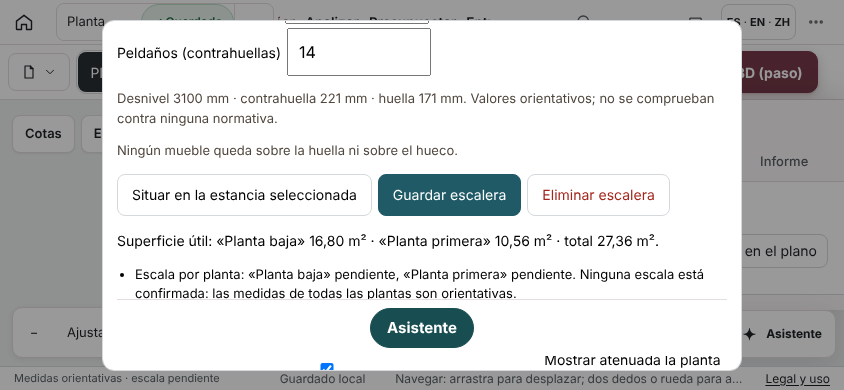 Planta
Guardado
Analizar
ES · EN · ZH
Peldaños (contrahuellas) 14
3D (paso)
Desnivel 3100 mm · contrahuella 221 mm · huella 171 mm. Valores orientativos; no se comprueban
contra ninguna normativa.
Cotas
Ningún mueble queda sobre la huella ni sobre el hueco.
Informe
Situar en la estancia seleccionada
Guardar escalera
Eliminar escalera
Superficie útil: «Planta baja» 16,80 m² · «Planta primera» 10,56 m² · total 27,36 m².
en el plano
• Escala por planta: «Planta baja» pendiente, «Planta primera» pendiente. Ninguna escala está
confirmada: las medidas de todas las plantas son orientativas.
− Ajusta
Asistente
Asistente
Mostrar atenuada la planta
Medidas orientativas · escala pendiente
Guardado local
Navegar: arrastra para desplazar; dos dedos o rueda para a...
Legal y uso